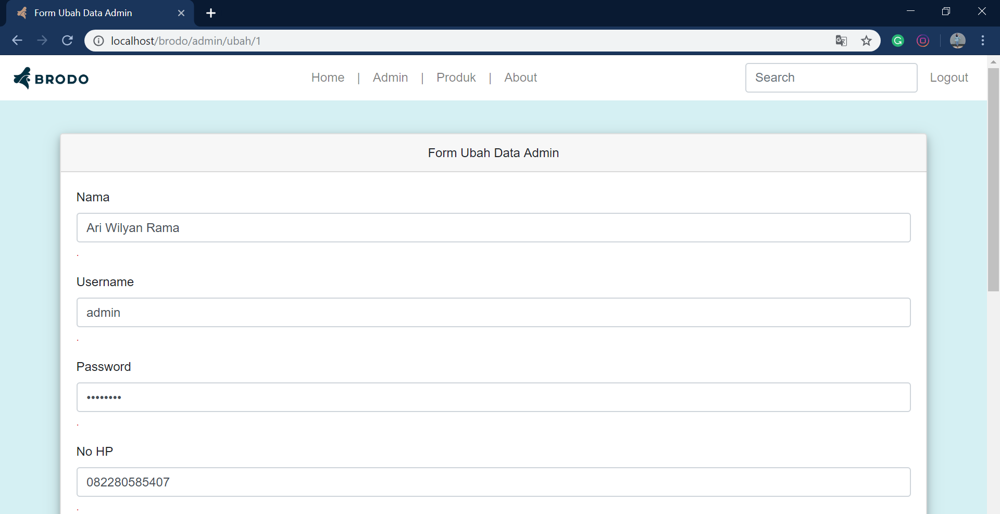 Form Ubah Data Admin
localhost/brodo/admin/ubah/1
BRODO
Home | Admin | Produk | About
Search
Logout
Form Ubah Data Admin
Nama
Ari Wilyan Rama
.
Username
admin
.
Password
••••••••
.
No HP
082280585407
.